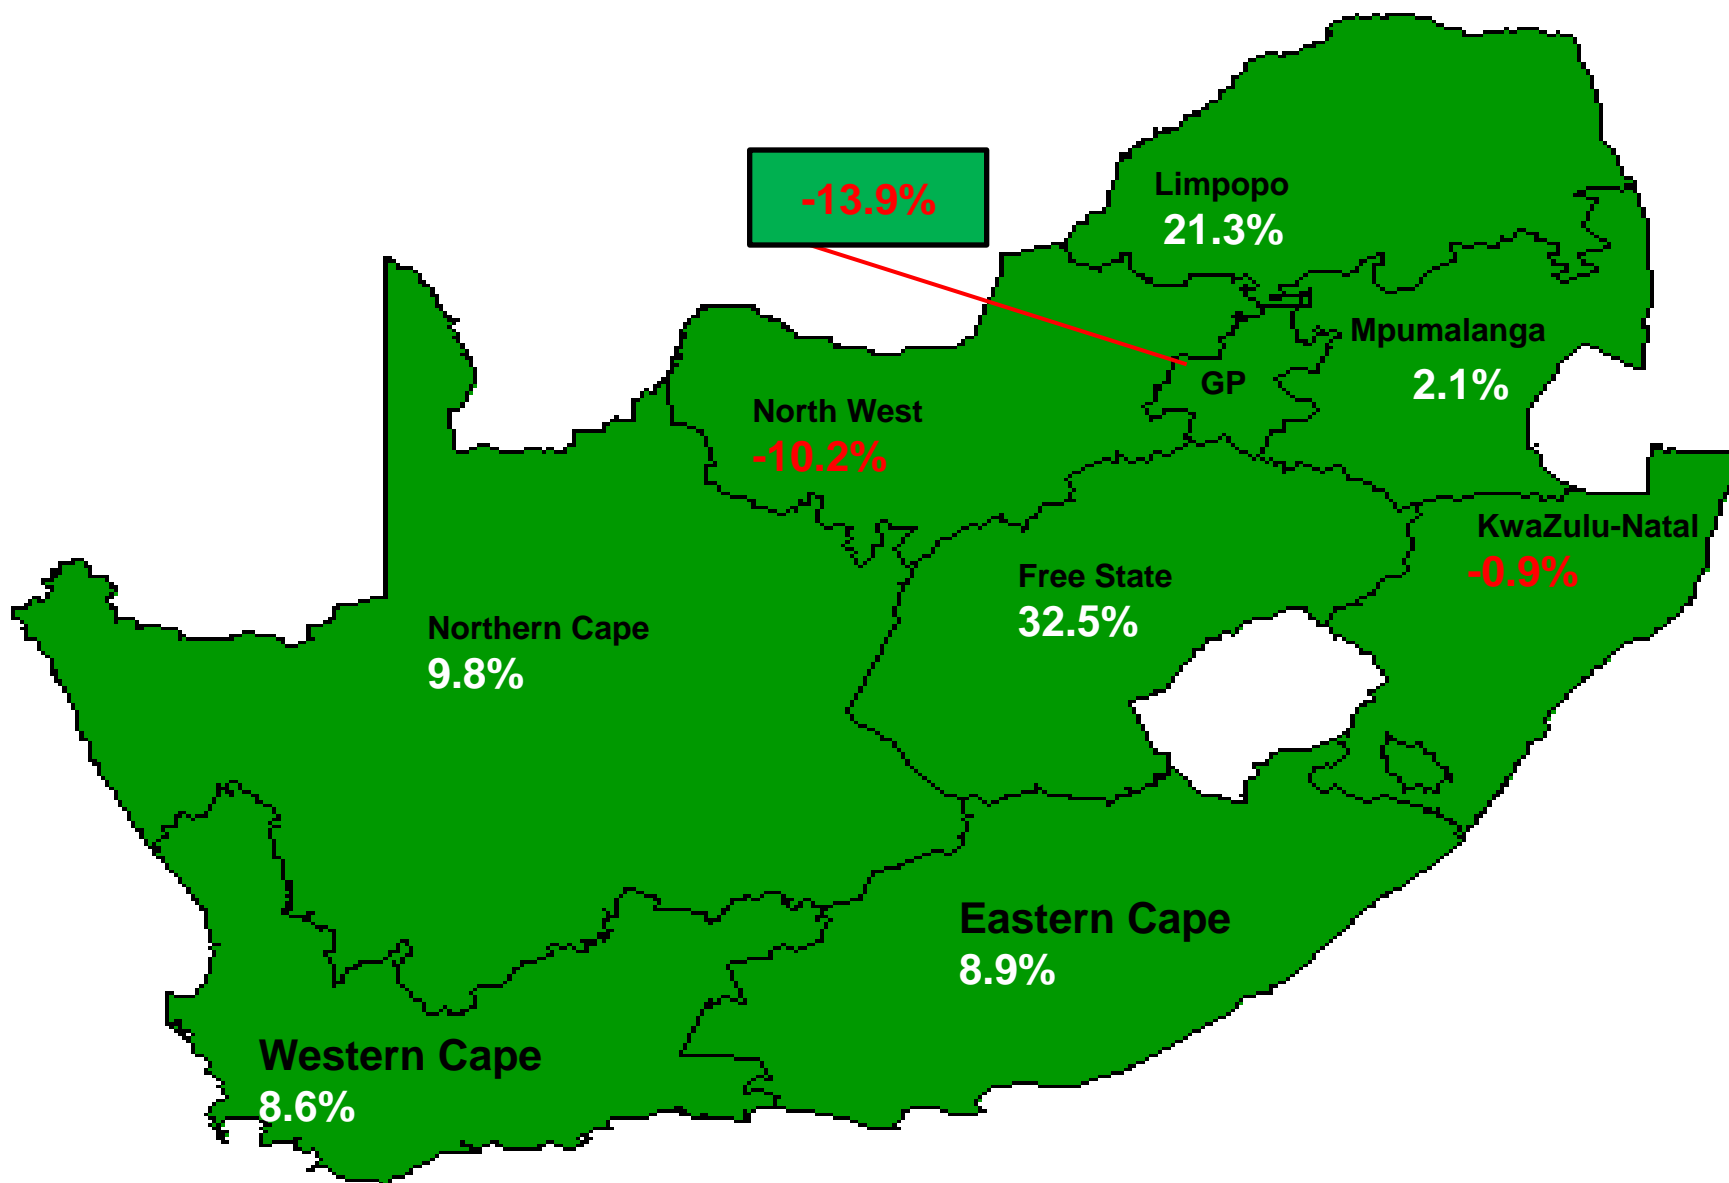 Limpopo
21.3%
-13.9%
Mpumalanga
2.1%
GP
North West
-10.2%
KwaZulu-Natal
-0.9%
Free State
32.5%
Northern Cape
9.8%
Eastern Cape
8.9%
Western Cape
8.6%